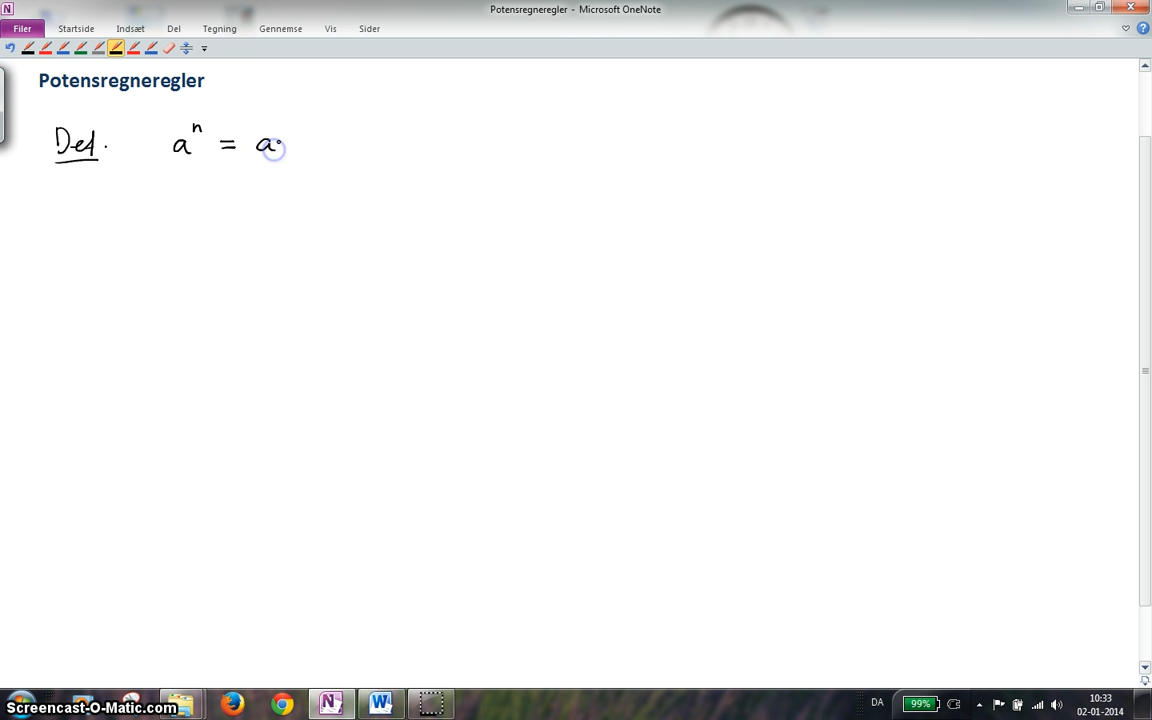 Potensregneregler - Microsoft OneNote
Filer Startside Indsæt Del Tegning Gennemse Vis Sider
Potensregneregler
Def. aⁿ = a·
DA 99% 10:33
02-01-2014
Screencast-O-Matic.com